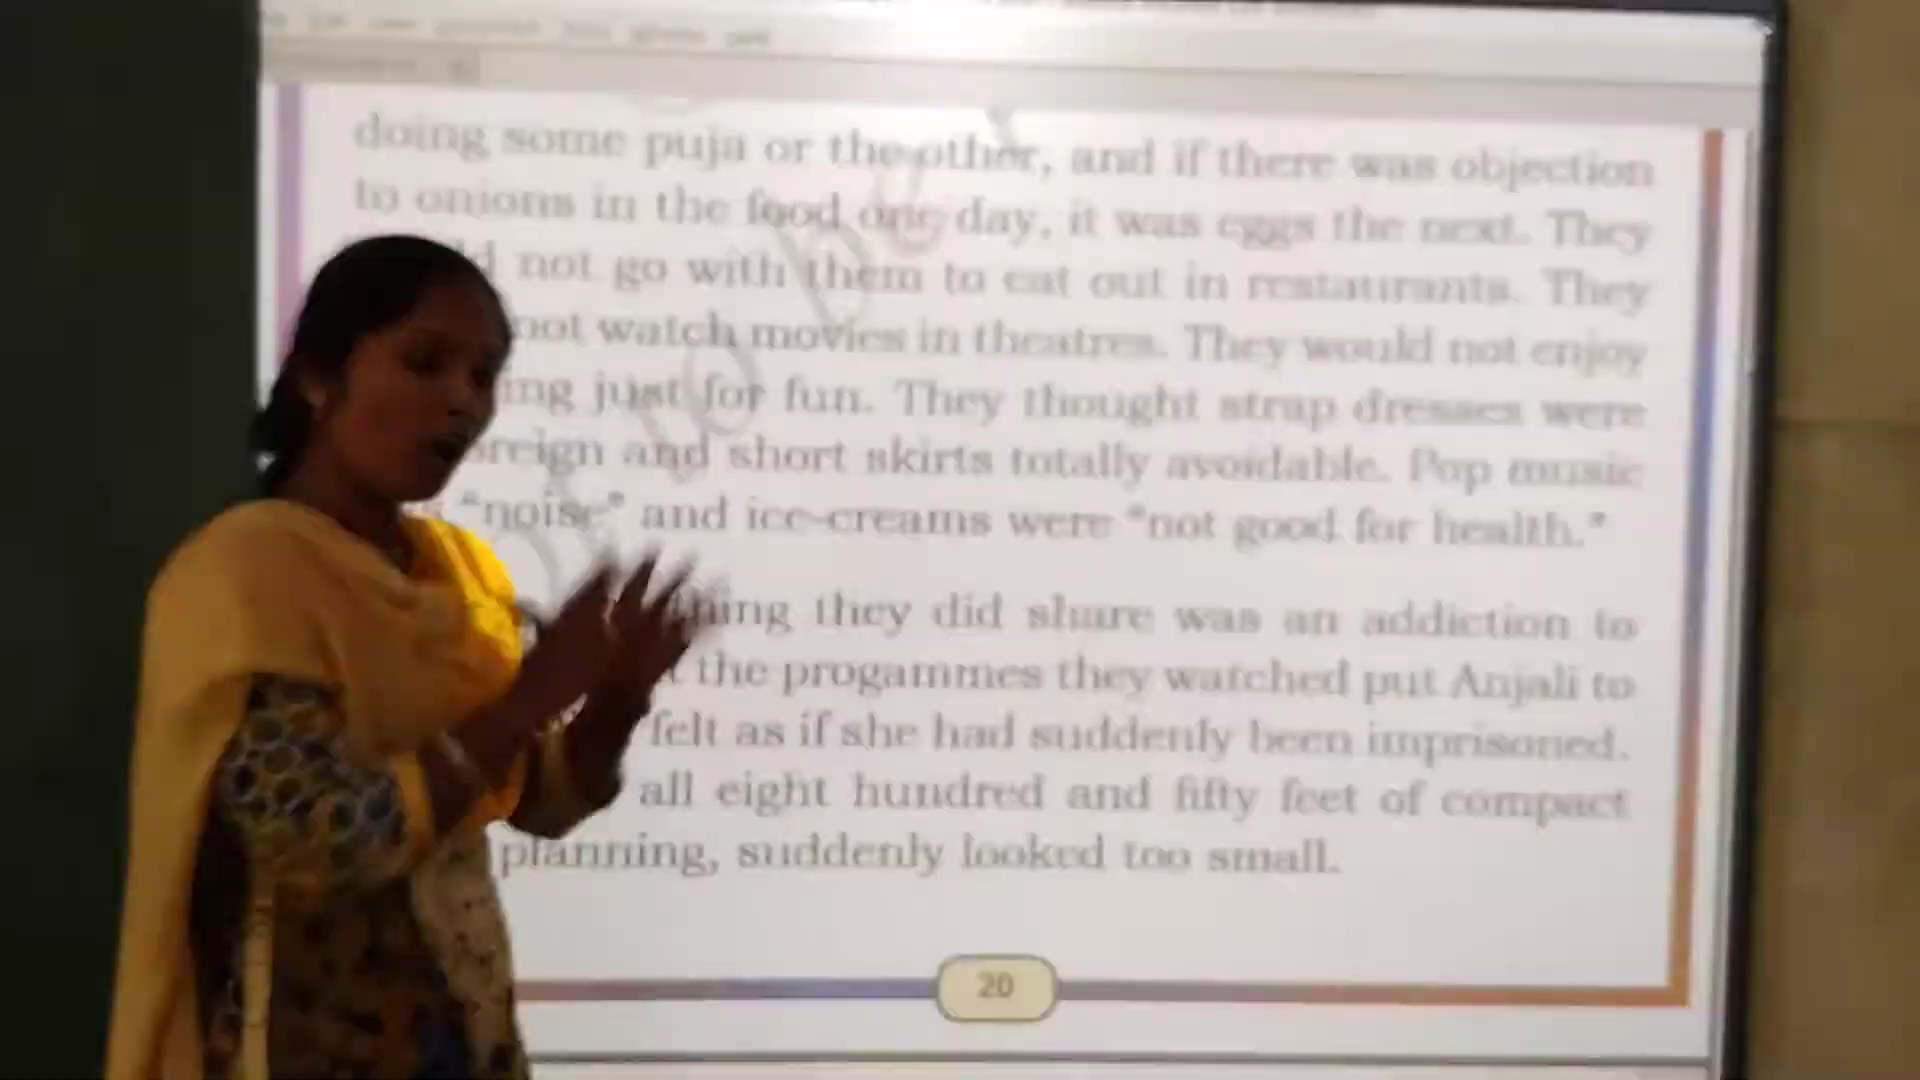 doing some puja or the other, and if there was objection
to onions in the food one day, it was eggs the next. They
not go with them to eat out in restaurants. They
not watch movies in theatres. They would not enjoy
just for fun. They thought strap dresses were
and short skirts totally avoidable. Pop music
"noise" and ice-creams were "not good for health."
they did share was an addiction to
the progammes they watched put Anjali to
felt as if she had suddenly been imprisoned.
all eight hundred and fifty feet of compact
planning, suddenly looked too small.
20